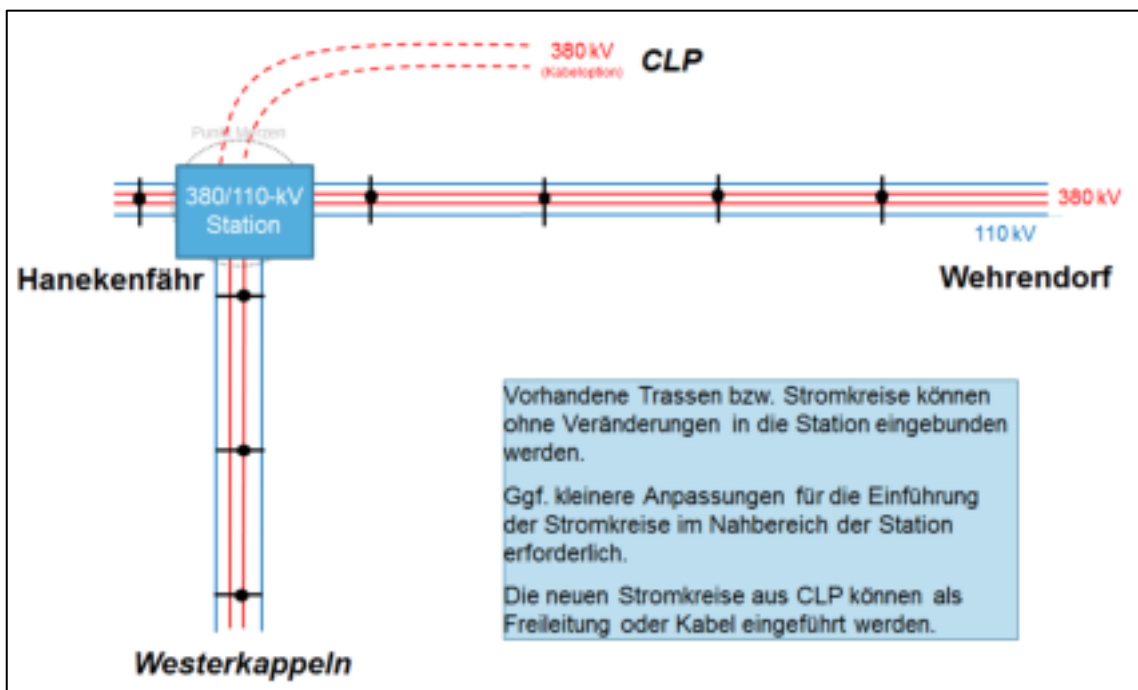 380 kV
(Kabeloption)
CLP
Punkt Merzen
380/110-kV
Station
380 kV
110 kV
Hanekenfähr
Wehrendorf
Vorhandene Trassen bzw. Stromkreise können
ohne Veränderungen in die Station eingebunden
werden.
Ggf. kleinere Anpassungen für die Einführung
der Stromkreise im Nahbereich der Station
erforderlich.
Die neuen Stromkreise aus CLP können als
Freileitung oder Kabel eingeführt werden.
Westerkappeln